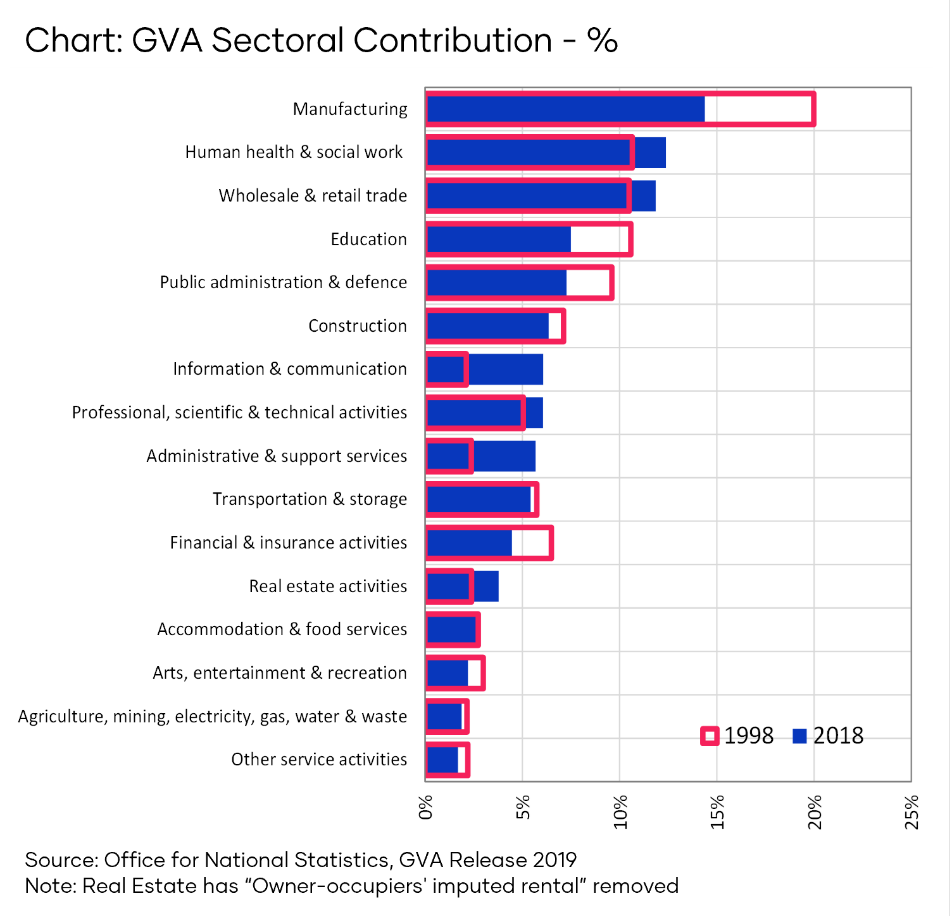 Chart: GVA Sectoral Contribution - %
Manufacturing
Human health & social work
Wholesale & retail trade
Education
Public administration & defence
Construction
Information & communication
Professional, scientific & technical activities
Administrative & support services
Transportation & storage
Financial & insurance activities
Real estate activities
Accommodation & food services
Arts, entertainment & recreation
Agriculture, mining, electricity, gas, water & waste
Other service activities
1998 2018
0% 5% 10% 15% 20% 25%
Source: Office for National Statistics, GVA Release 2019
Note: Real Estate has “Owner-occupiers' imputed rental” removed